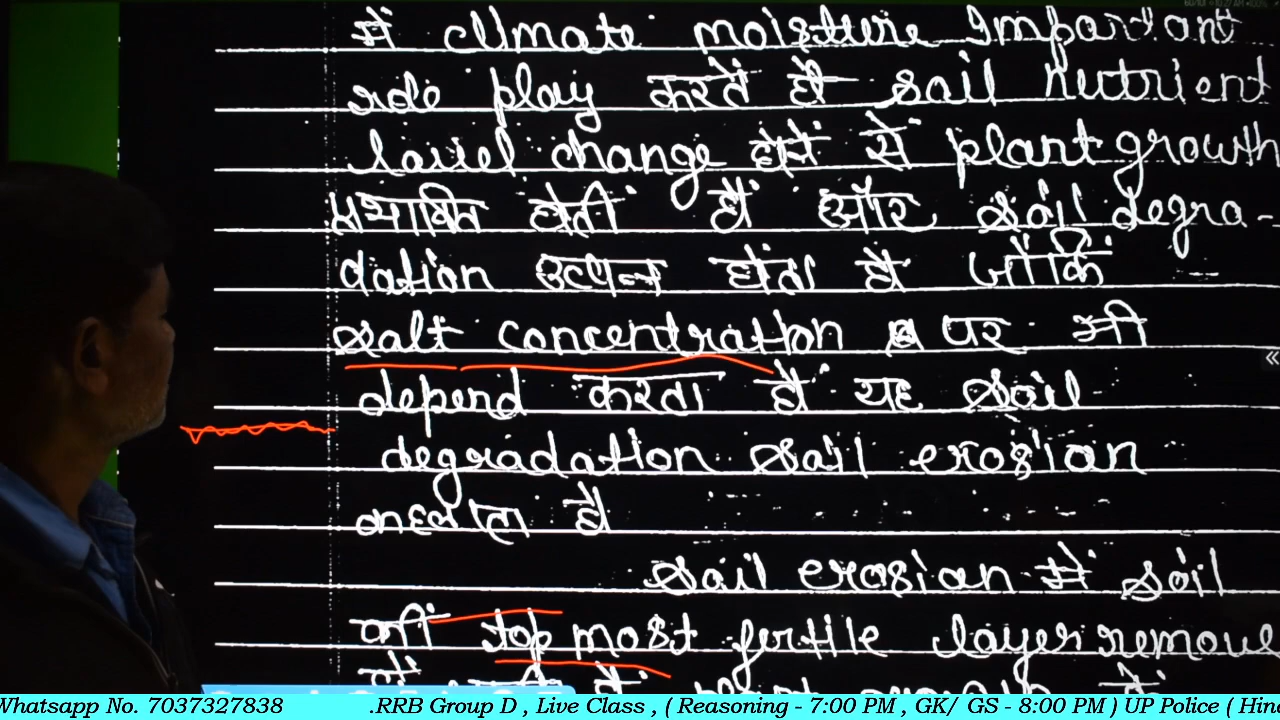 में climate moisture Important
role play करते है soil nutrient
lavel change होने से plant growth
प्रभावित होती है और soil degra-
dation उत्पन्न होता है जोकि
salt concentration पर भी
depend करता है यह soil
degradation soil erosion
कहलाता है
soil erosion में soil
की top most fertile layer remove
Whatsapp No. 7037327838 .RRB Group D , Live Class , ( Reasoning - 7:00 PM , GK/ GS - 8:00 PM ) UP Police ( Hin